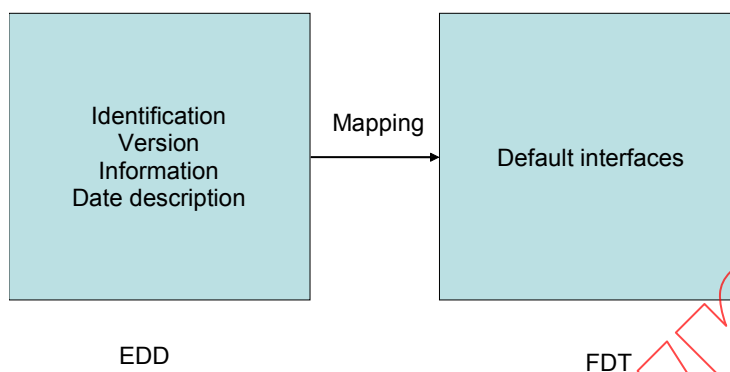 Identification
Version
Information
Date description
Mapping
Default interfaces
EDD
FDT